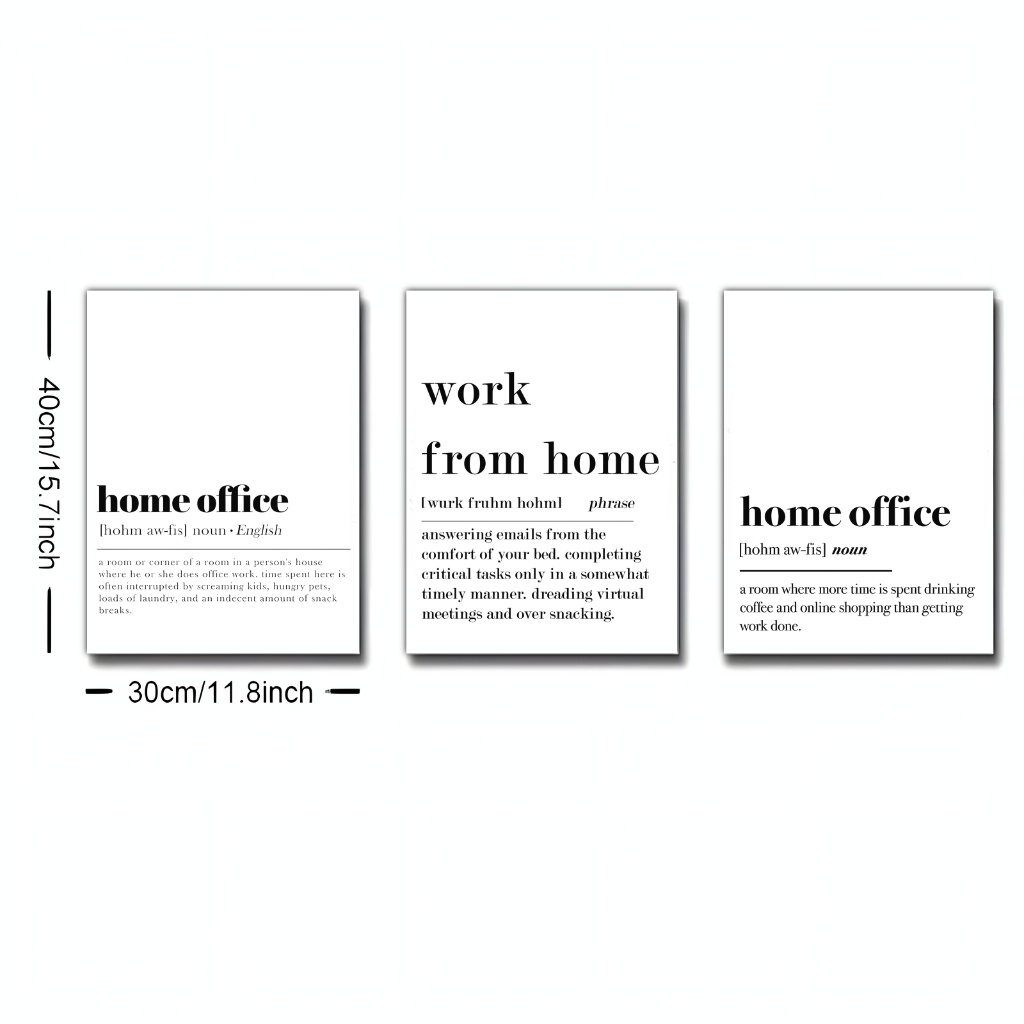 40cm/15.7inch
home office
[hohm aw-fis] noun • English
a room or corner of a room in a person's house
where he or she does office work. time spent here is
often interrupted by screaming kids, hungry pets,
loads of laundry, and an indecent amount of snack
breaks.
30cm/11.8inch
work
from home
[wurk fruhm hohm]
phrase
answering emails from the
comfort of your bed. completing
critical tasks only in a somewhat
timely manner. dreading virtual
meetings and over snacking.
home office
[hohm aw-fis] noun
a room where more time is spent drinking
coffee and online shopping than getting
work done.